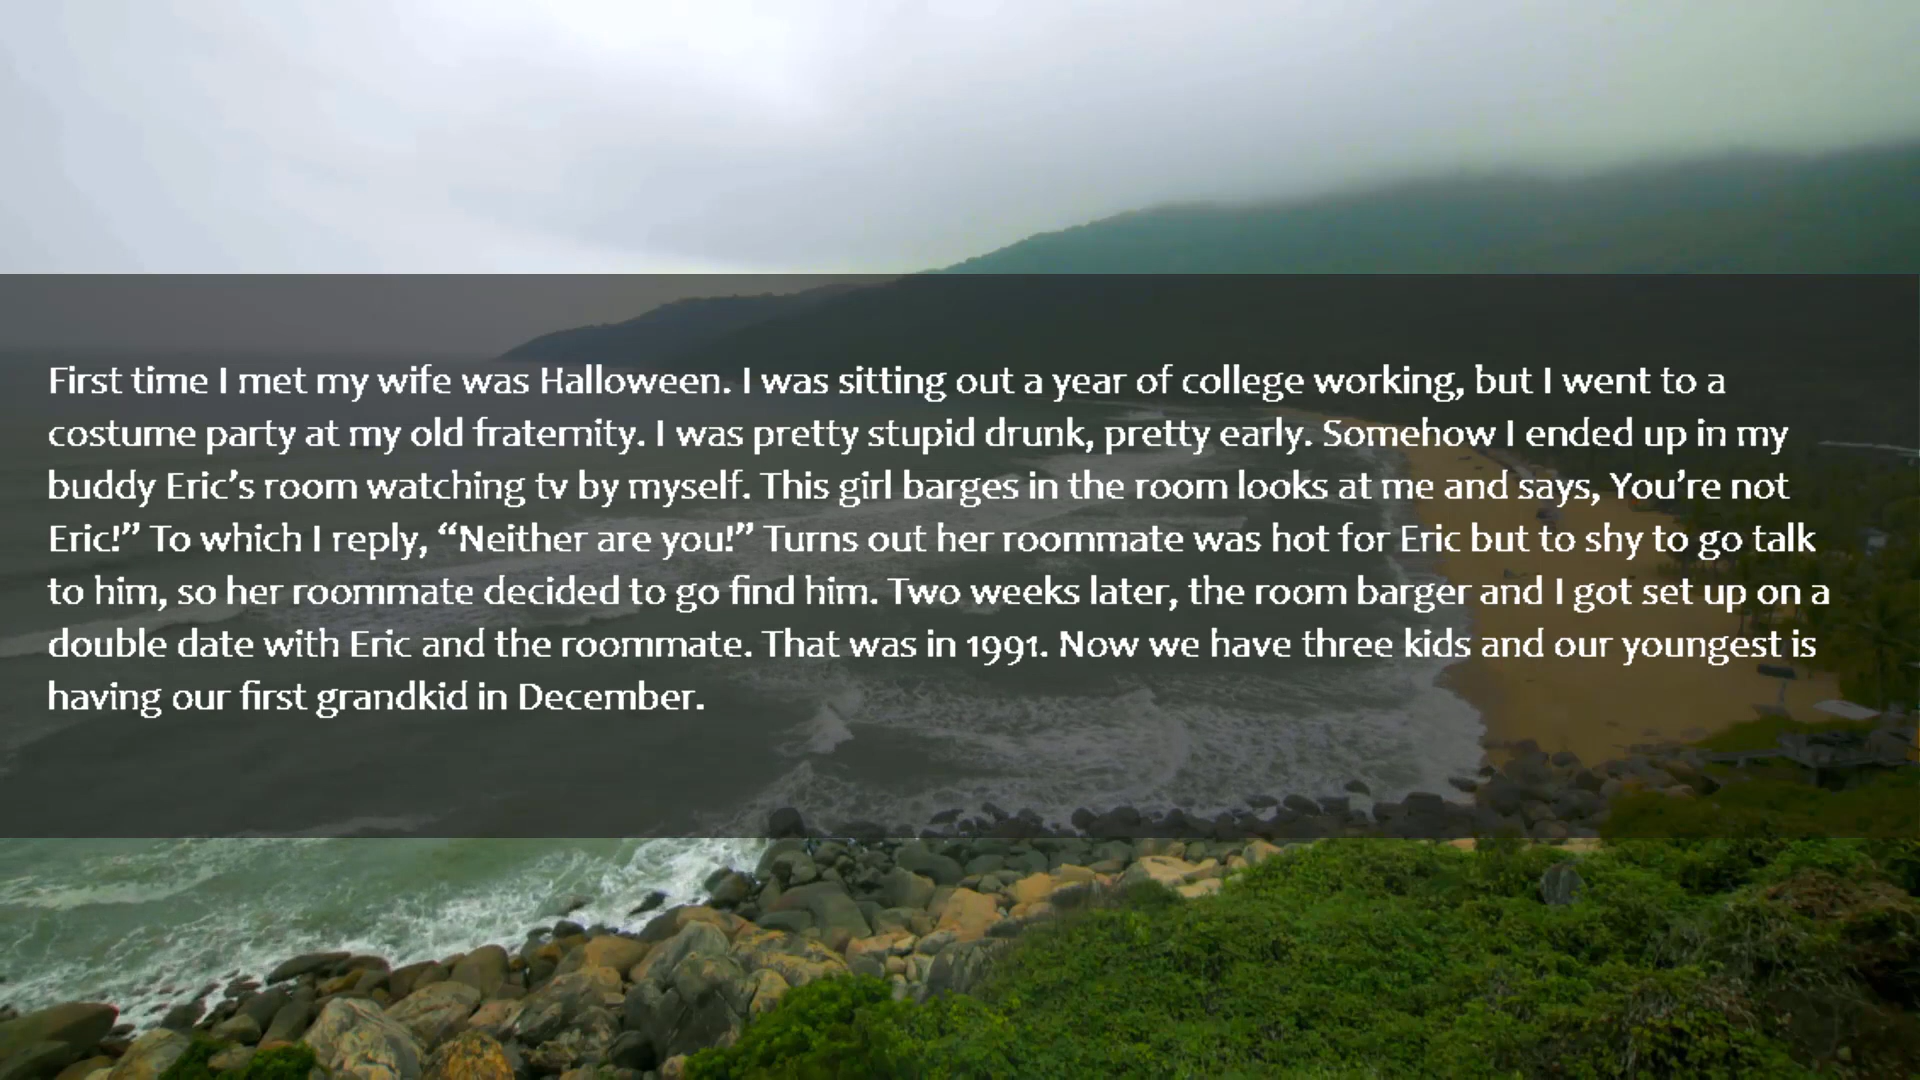 First time I met my wife was Halloween. I was sitting out a year of college working, but I went to a
costume party at my old fraternity. I was pretty stupid drunk, pretty early. Somehow I ended up in my
buddy Eric’s room watching tv by myself. This girl barges in the room looks at me and says, You’re not
Eric!” To which I reply, “Neither are you!” Turns out her roommate was hot for Eric but to shy to go talk
to him, so her roommate decided to go find him. Two weeks later, the room barger and I got set up on a
double date with Eric and the roommate. That was in 1991. Now we have three kids and our youngest is
having our first grandkid in December.